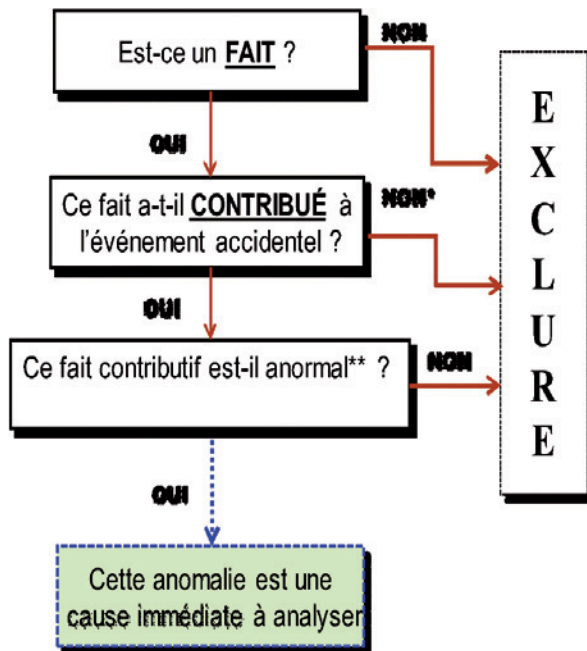 Est-ce un FAIT ?
NON
OUI
Ce fait a-t-il CONTRIBUÉ à
l'événement accidentel ?
NON*
OUI
Ce fait contributif est-il anormal** ?
NON
OUI
Cette anomalie est une
cause immédiate à analyser
E
X
C
L
U
R
E